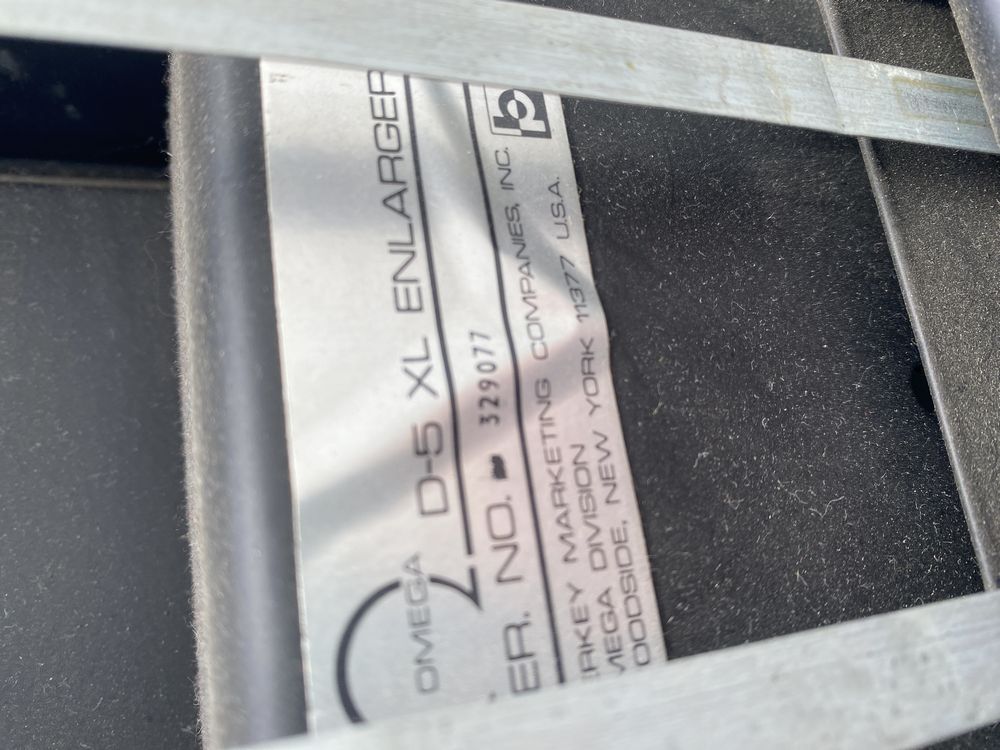 OMEGA D-5 XL ENLARGER
ER. NO. 329077
RKEY MARKETING COMPANIES, INC.
MEGA DIVISION
OODSIDE, NEW YORK 11377 U.S.A.